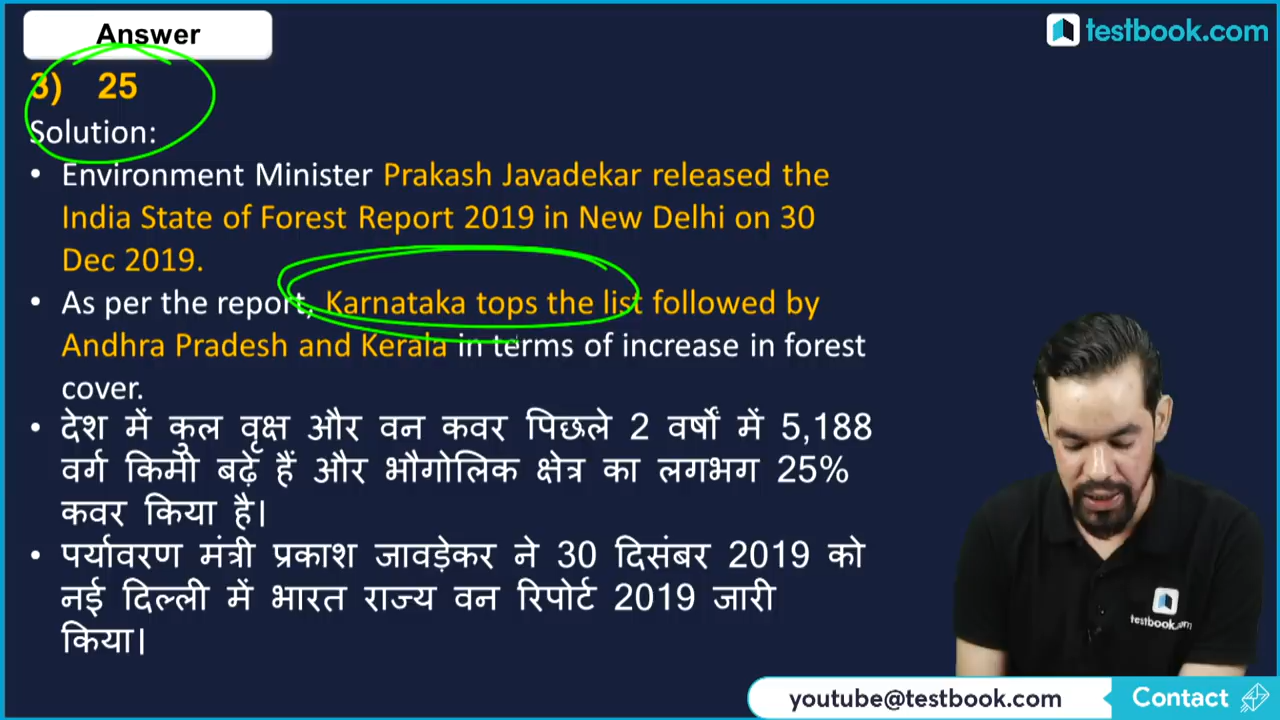 Answer
testbook.com
3) 25
Solution:
• Environment Minister Prakash Javadekar released the
India State of Forest Report 2019 in New Delhi on 30
Dec 2019.
• As per the report, Karnataka tops the list followed by
Andhra Pradesh and Kerala in terms of increase in forest
cover.
• देश में कुल वृक्ष और वन कवर पिछले 2 वर्षों में 5,188
वर्ग किमी बढ़े हैं और भौगोलिक क्षेत्र का लगभग 25%
कवर किया है।
• पर्यावरण मंत्री प्रकाश जावड़ेकर ने 30 दिसंबर 2019 को
नई दिल्ली में भारत राज्य वन रिपोर्ट 2019 जारी
किया।
testbook.com
youtube@testbook.com
Contact